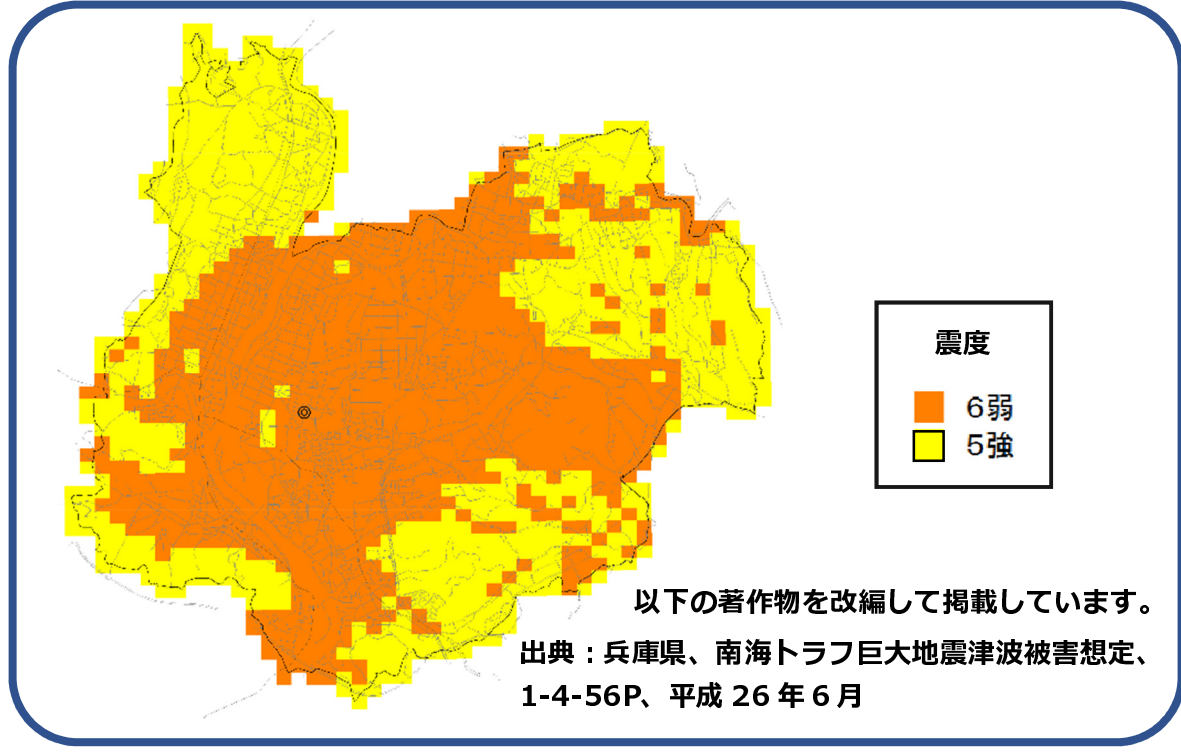 震度
6弱
5強
以下の著作物を改編して掲載しています。
出典：兵庫県、南海トラフ巨大地震津波被害想定、
1-4-56P、平成 26 年 6 月